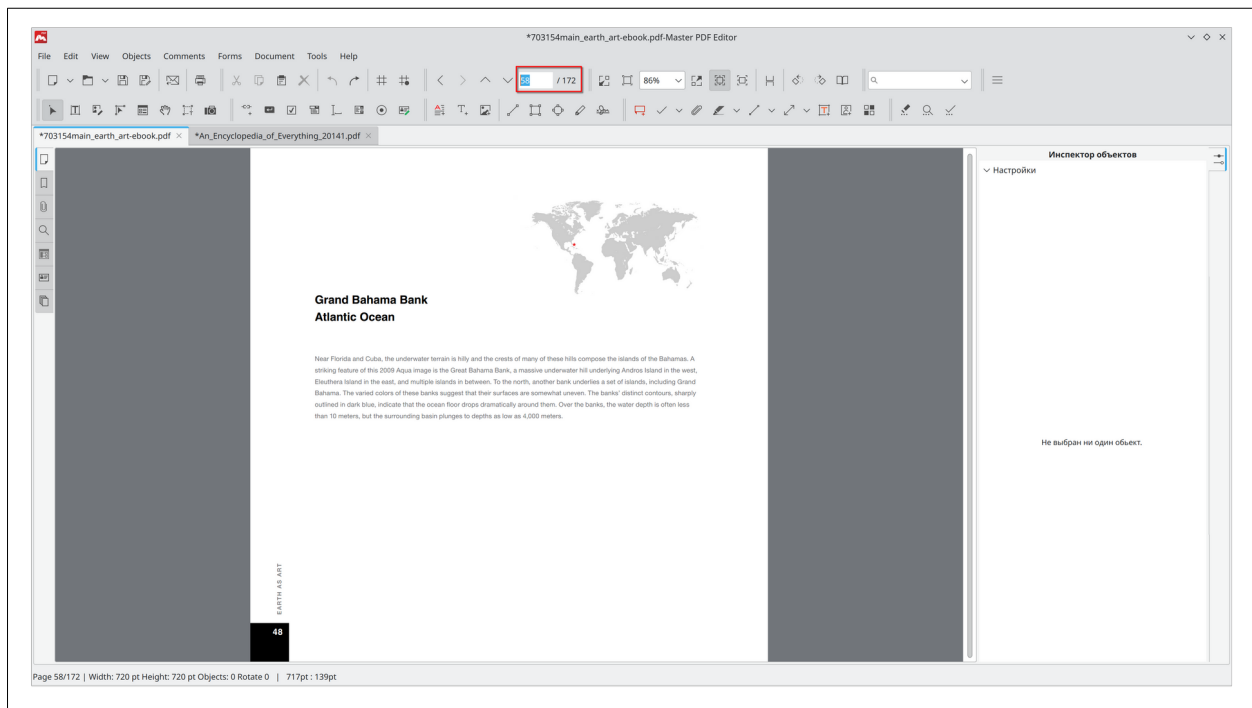 *703154main_earth_art-ebook.pdf-Master PDF Editor
File Edit View Objects Comments Forms Document Tools Help
58 / 172 86%
*703154main_earth_art-ebook.pdf *An_Encyclopedia_of_Everything_20141.pdf
Инспектор объектов
Настройки
Grand Bahama Bank
Atlantic Ocean
Near Florida and Cuba, the underwater terrain is hilly and the crests of many of these hills compose the islands of the Bahamas. A
striking feature of this 2009 Aqua image is the Great Bahama Bank, a massive underwater hill underlying Andros Island in the west,
Eleuthera Island in the east, and multiple islands in between. To the north, another bank underlies a set of islands, including Grand
Bahama. The varied colors of these banks suggest that their surfaces are somewhat uneven. The banks' distinct contours, sharply
outlined in dark blue, indicate that the ocean floor drops dramatically around them. Over the banks, the water depth is often less
than 10 meters, but the surrounding basin plunges to depths as low as 4,000 meters.
Не выбран ни один обьект.
EARTH AS ART
48
Page 58/172 | Width: 720 pt Height: 720 pt Objects: 0 Rotate 0 | 717pt : 139pt